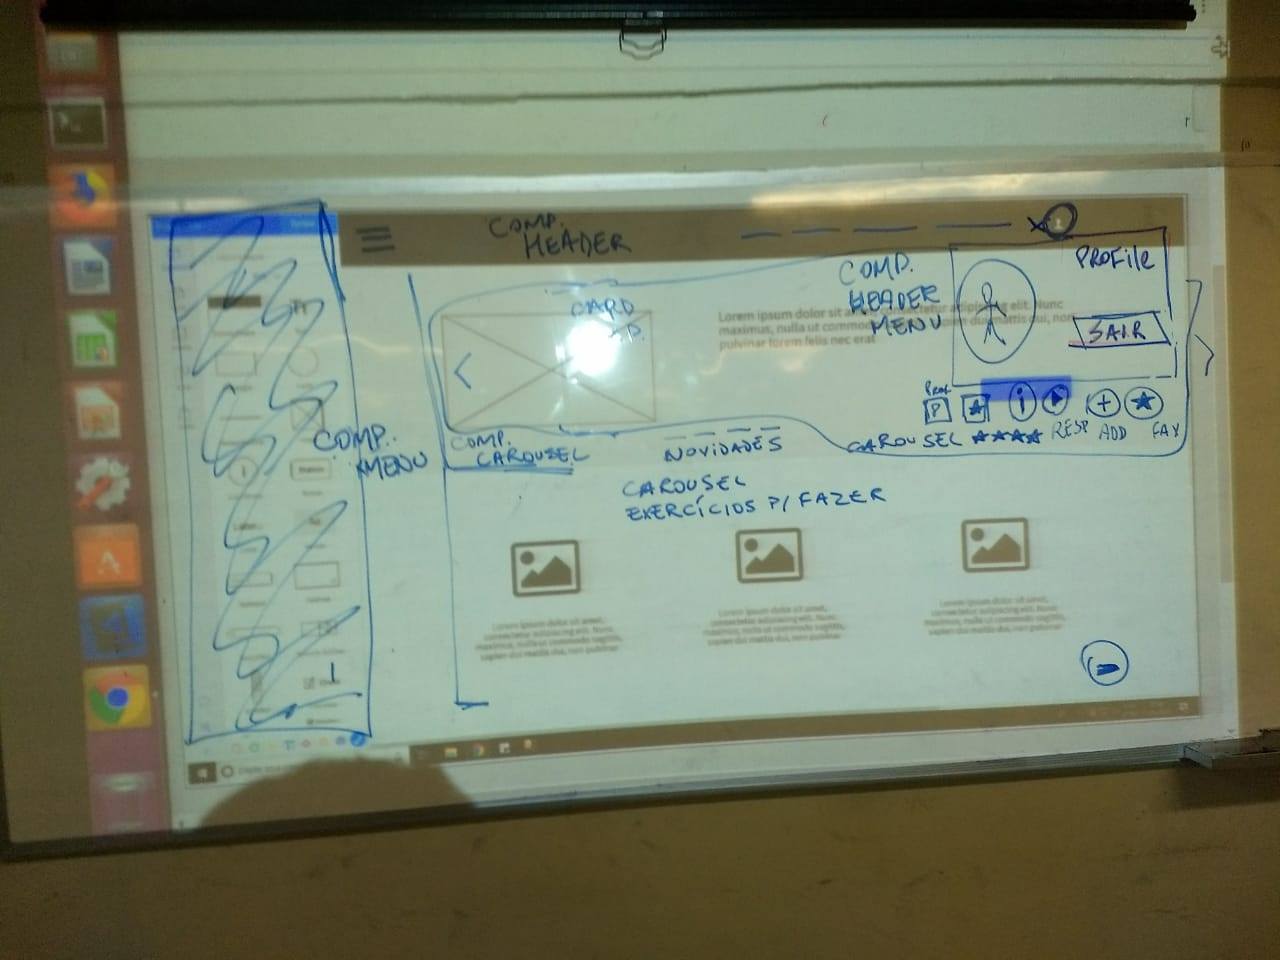 COMP.
HEADER
PROFILE
COMP.
HEADER
MENU
CARD
Lorem ipsum dolor sit amet, consectetur adipiscing elit. Nunc
maximus, nulla ut commodo dui, non
pulvinar lorem felis nec erat
SAIR
COMP.
MENU
COMP.
CAROUSEL
NOVIDADES
CAROUSEL
P
i
RESP
ADD
FAV
CAROUSEL
EXERCÍCIOS P/ FAZER
Lorem ipsum dolor sit amet,
consectetur adipiscing elit. Nunc
maximus, nulla ut commodo sagittis,
sapien dui mattis dui, non pulvinar
Lorem ipsum dolor sit amet,
consectetur adipiscing elit. Nunc
maximus, nulla ut commodo sagittis,
sapien dui mattis dui, non pulvinar
Lorem ipsum dolor sit amet,
consectetur adipiscing elit. Nunc
maximus, nulla ut commodo sagittis,
sapien dui mattis dui, non pulvinar